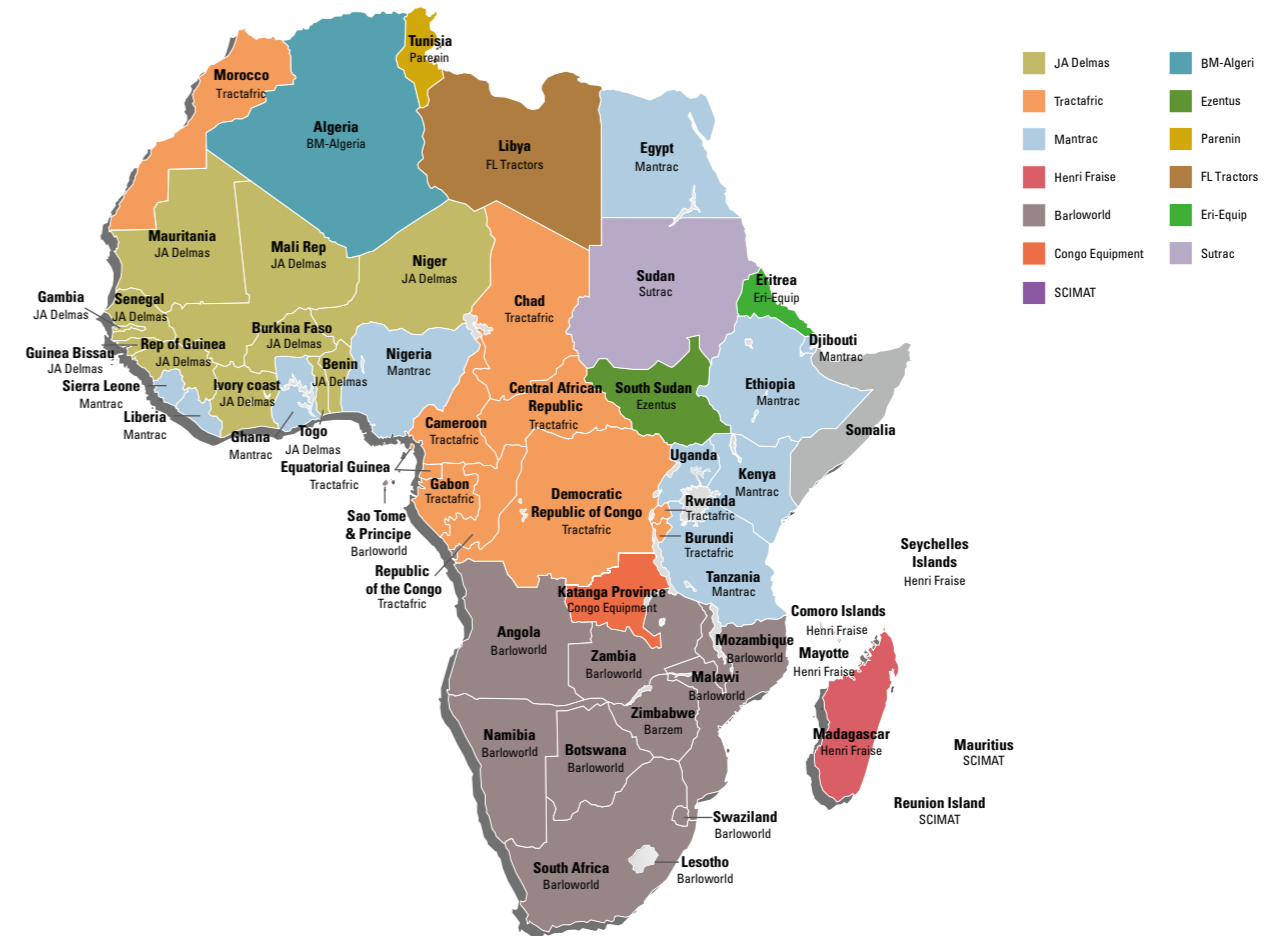 Tunisia
Parenin
Morocco
Tractafric
Algeria
BM-Algeria
Libya
FL Tractors
Egypt
Mantrac
Mauritania
JA Delmas
Mali Rep
JA Delmas
Niger
JA Delmas
Chad
Tractafric
Sudan
Sutrac
Eritrea
Eri-Equip
Gambia
JA Delmas
Senegal
JA Delmas
Guinea Bissau
JA Delmas
Rep of Guinea
JA Delmas
Burkina Faso
JA Delmas
Benin
JA Delmas
Nigeria
Mantrac
Djibouti
Mantrac
Sierra Leone
Mantrac
Ivory coast
JA Delmas
Liberia
Mantrac
Ghana
Mantrac
Togo
JA Delmas
Central African
Republic
Tractafric
South Sudan
Ezentus
Ethiopia
Mantrac
Somalia
Cameroon
Tractafric
Equatorial Guinea
Tractafric
Gabon
Tractafric
Uganda
Kenya
Mantrac
Democratic
Republic of Congo
Tractafric
Rwanda
Tractafric
Burundi
Tractafric
Sao Tome
& Principe
Barloworld
Republic
of the Congo
Tractafric
Tanzania
Mantrac
Seychelles
Islands
Henri Fraise
Katanga Province
Congo Equipment
Comoro Islands
Henri Fraise
Mayotte
Henri Fraise
Angola
Barloworld
Zambia
Barloworld
Mozambique
Barloworld
Malawi
Barloworld
Zimbabwe
Barzem
Namibia
Barloworld
Botswana
Barloworld
Madagascar
Henri Fraise
Mauritius
SCIMAT
Reunion Island
SCIMAT
Swaziland
Barloworld
South Africa
Barloworld
Lesotho
Barloworld
JA Delmas
Tractafric
Mantrac
Henri Fraise
Barloworld
Congo Equipment
SCIMAT
BM-Algeri
Ezentus
Parenin
FL Tractors
Eri-Equip
Sutrac